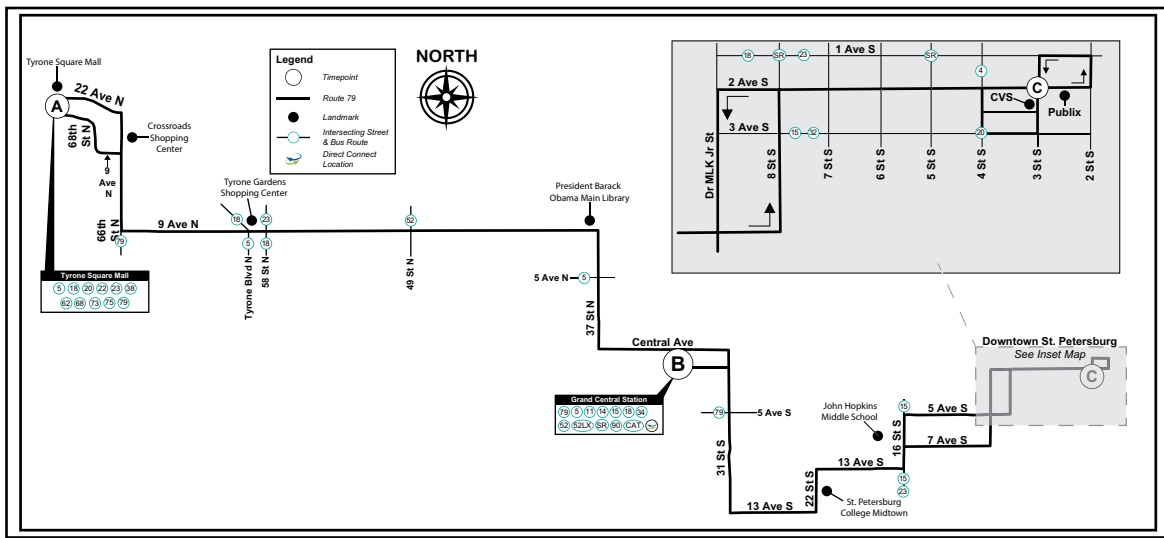 Tyrone Square Mall
A
22 Ave N
68th
St N
9
Ave
N
Crossroads
Shopping
Center
66th
St N
79
Tyrone Square Mall
5 18 20 22 23 38
62 68 73 75 79
NORTH
Legend
Timepoint
Route 79
Landmark
Intersecting Street
& Bus Route
Direct Connect
Location
9 Ave N
Tyrone Gardens
Shopping Center
18
23
5
18
Tyrone Blvd N
58 St N
52
49 St N
President Barack
Obama Main Library
5 Ave N
5
37 St N
Central Ave
B
Grand Central Station
79 5 11 14 15 18 34
52 52LX SR 90 CAT
79
5 Ave S
31 St S
13 Ave S
22 St S
13 Ave S
St. Petersburg
College Midtown
John Hopkins
Middle School
15
16 St S
5 Ave S
7 Ave S
15
23
Downtown St. Petersburg
See Inset Map
C
1 Ave S
18
SR
23
SR
4
2 Ave S
C
CVS
Publix
3 Ave S
15
32
20
Dr MLK Jr St
8 St S
7 St S
6 St S
5 St S
4 St S
3 St S
2 St S